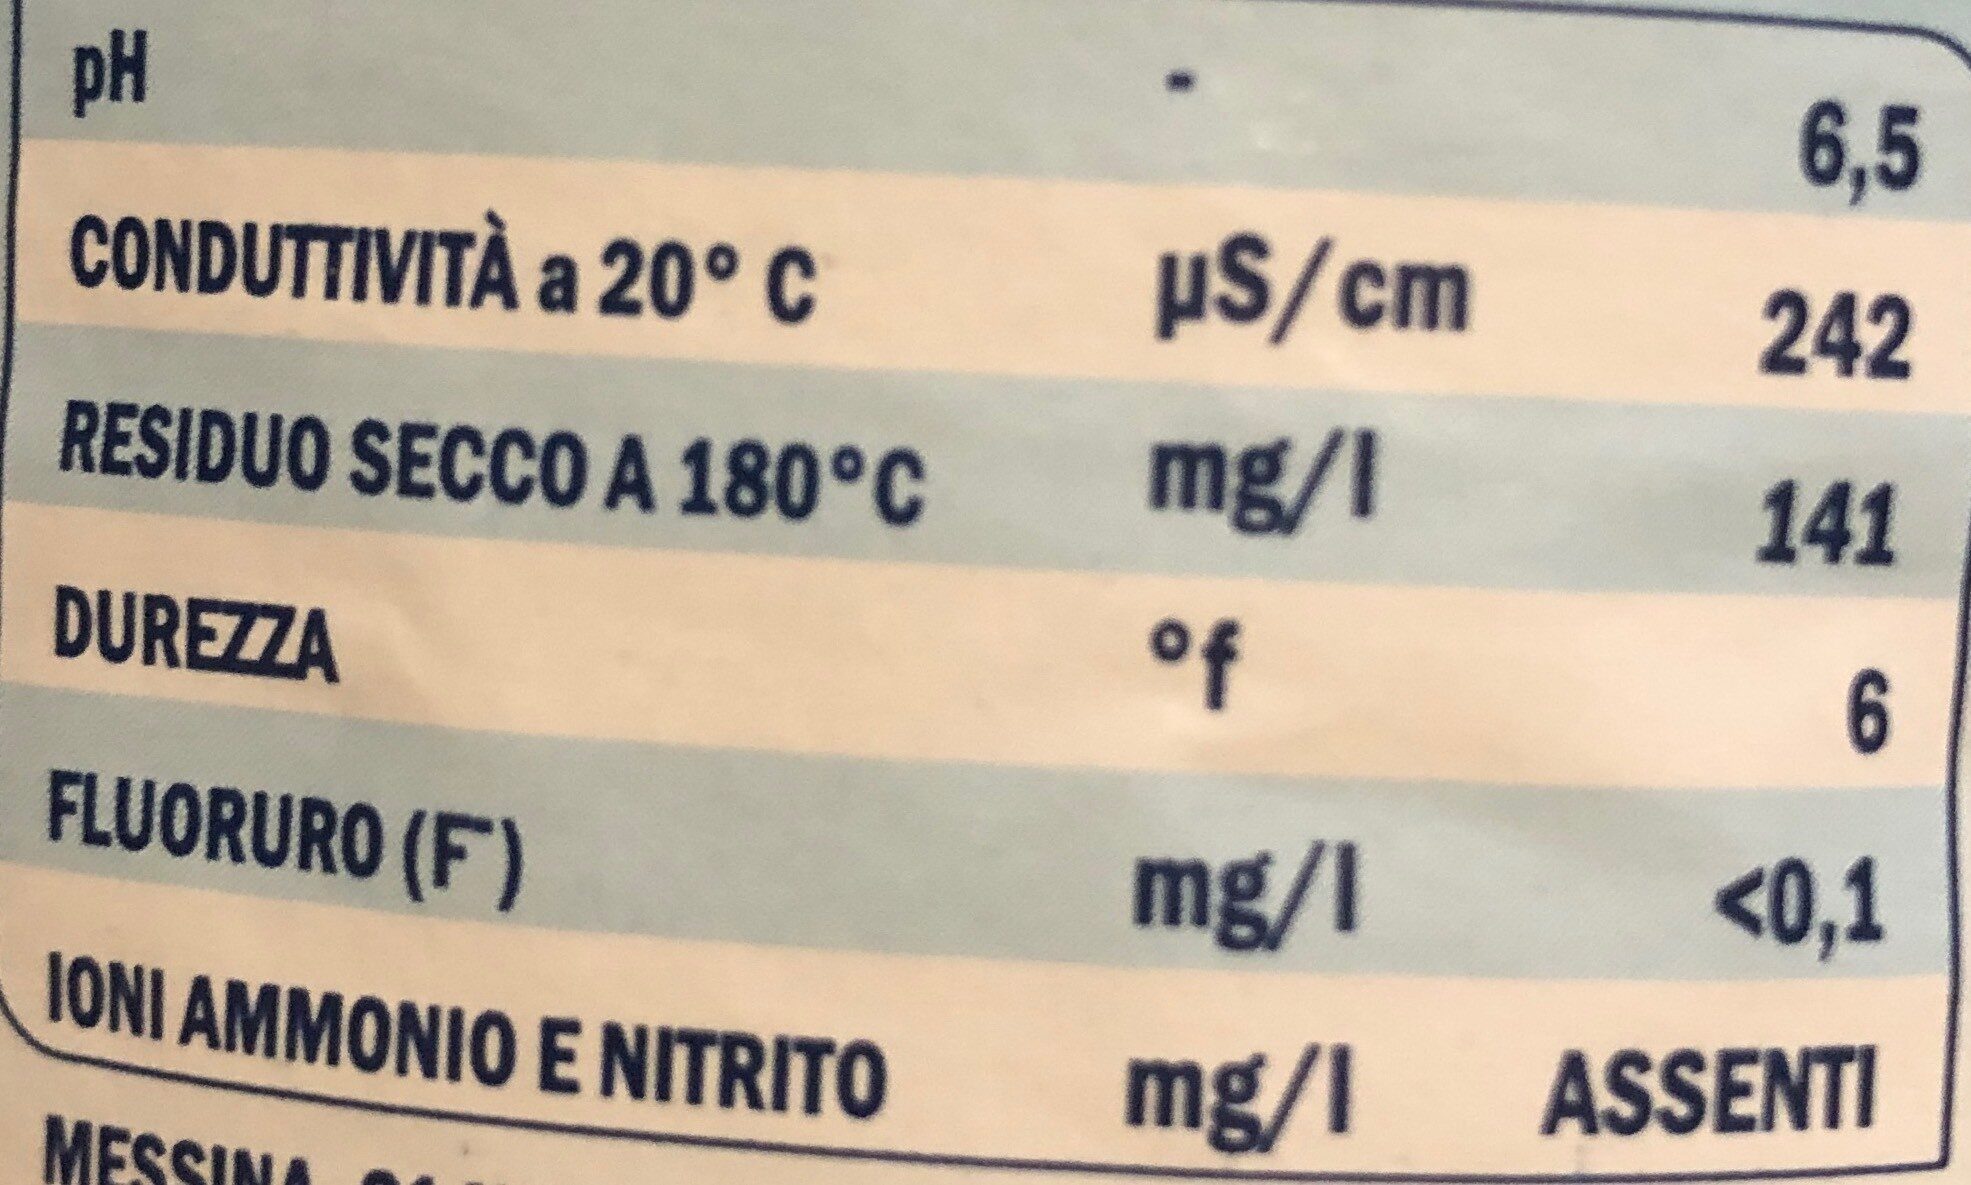 pH - 6,5
CONDUTTIVITÀ a 20° C µS/cm 242
RESIDUO SECCO A 180°C mg/l 141
DUREZZA °f 6
FLUORURO (F⁻) mg/l <0,1
IONI AMMONIO E NITRITO mg/l ASSENTI
MESSINA